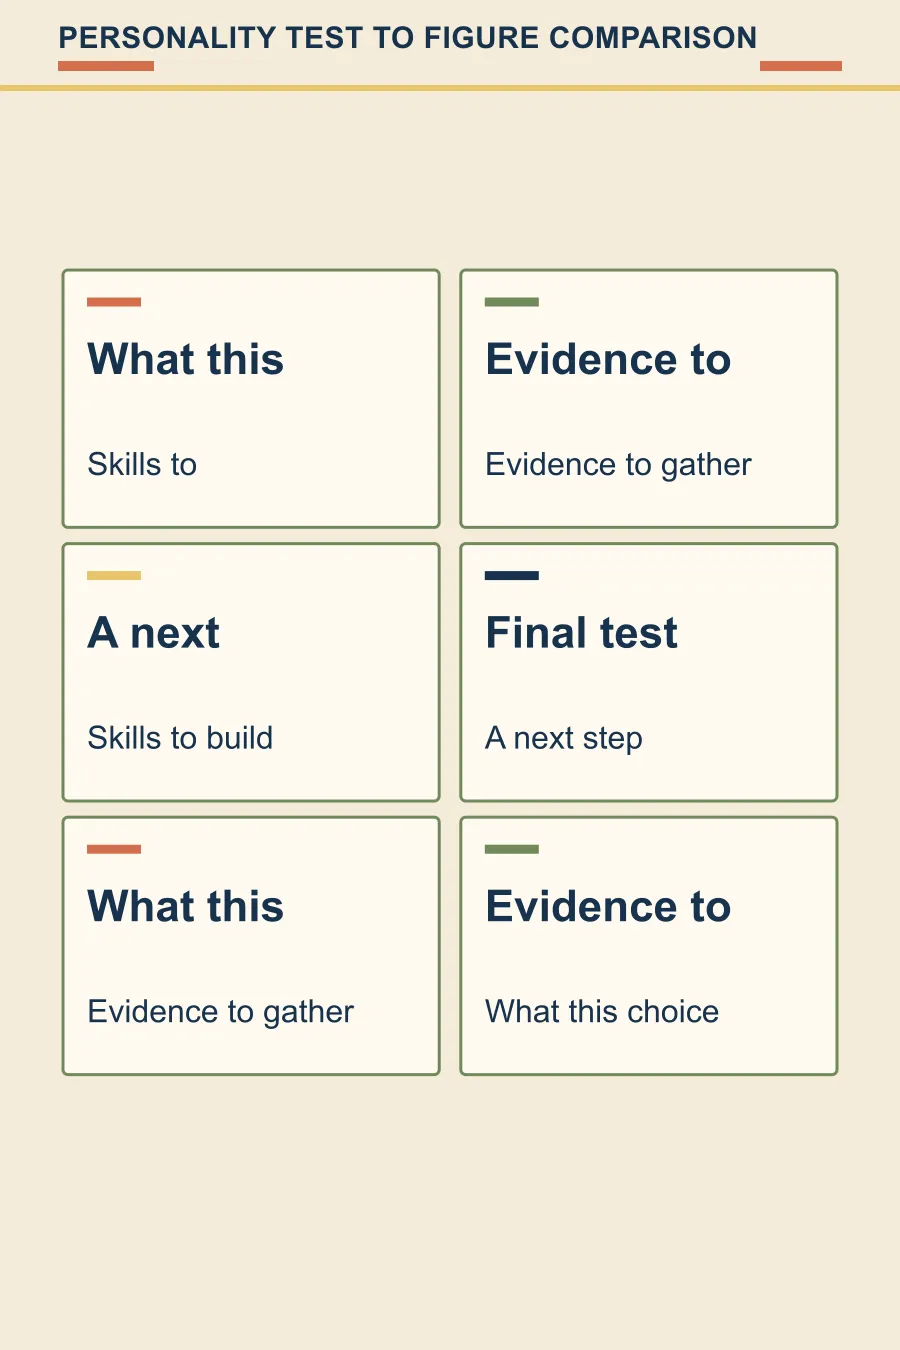 PERSONALITY TEST TO FIGURE COMPARISON
What this
Skills to
Evidence to
Evidence to gather
A next
Skills to build
Final test
A next step
What this
Evidence to gather
Evidence to
What this choice